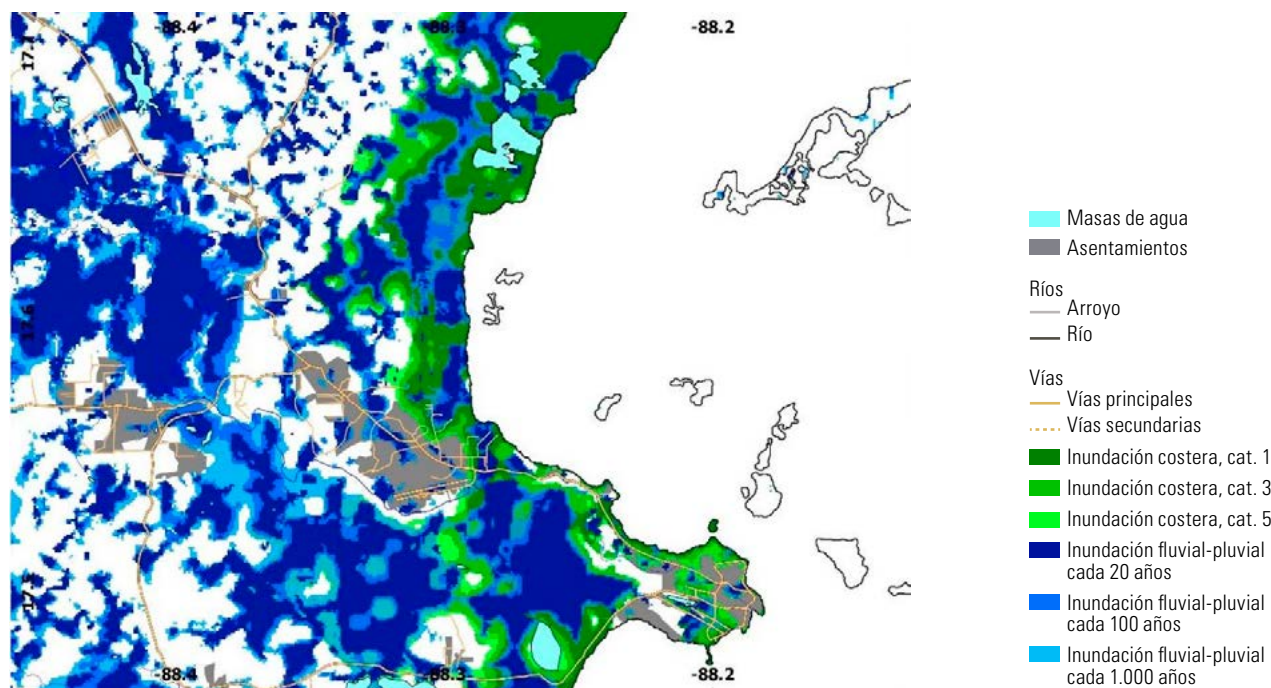 -88.4
-88.3
-88.2
17.7
17.6
17.5
-88.4
-88.3
-88.2
Masas de agua
Asentamientos
Ríos
Arroyo
Río
Vías
Vías principales
Vías secundarias
Inundación costera, cat. 1
Inundación costera, cat. 3
Inundación costera, cat. 5
Inundación fluvial-pluvial
cada 20 años
Inundación fluvial-pluvial
cada 100 años
Inundación fluvial-pluvial
cada 1.000 años